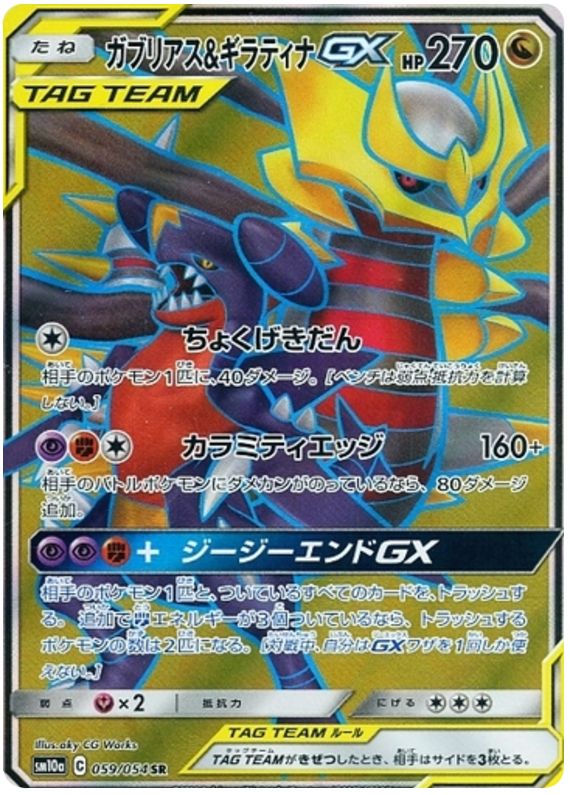 たね ガブリアス&ギラティナGX HP270
TAG TEAM
ちょくげきだん
相手のポケモン1匹に、40ダメージ。[ベンチは弱点・抵抗力を計算
しない。]
カラミティエッジ 160+
相手のバトルポケモンにダメカンがのっているなら、80ダメージ
追加。
+ ジージーエンドGX
相手のポケモン1匹と、ついているすべてのカードを、トラッシュす
る。追加でエネルギーが3個ついているなら、トラッシュする
ポケモンの数は2匹になる。[対戦中、自分はGXワザを1回しか使
えない。]
弱点 ×2 抵抗力 にげる
TAG TEAM ルール
Illus. aky CG Works
TAG TEAMがきぜつしたとき、相手はサイドを3枚とる。
sm10a C 059/054 SR